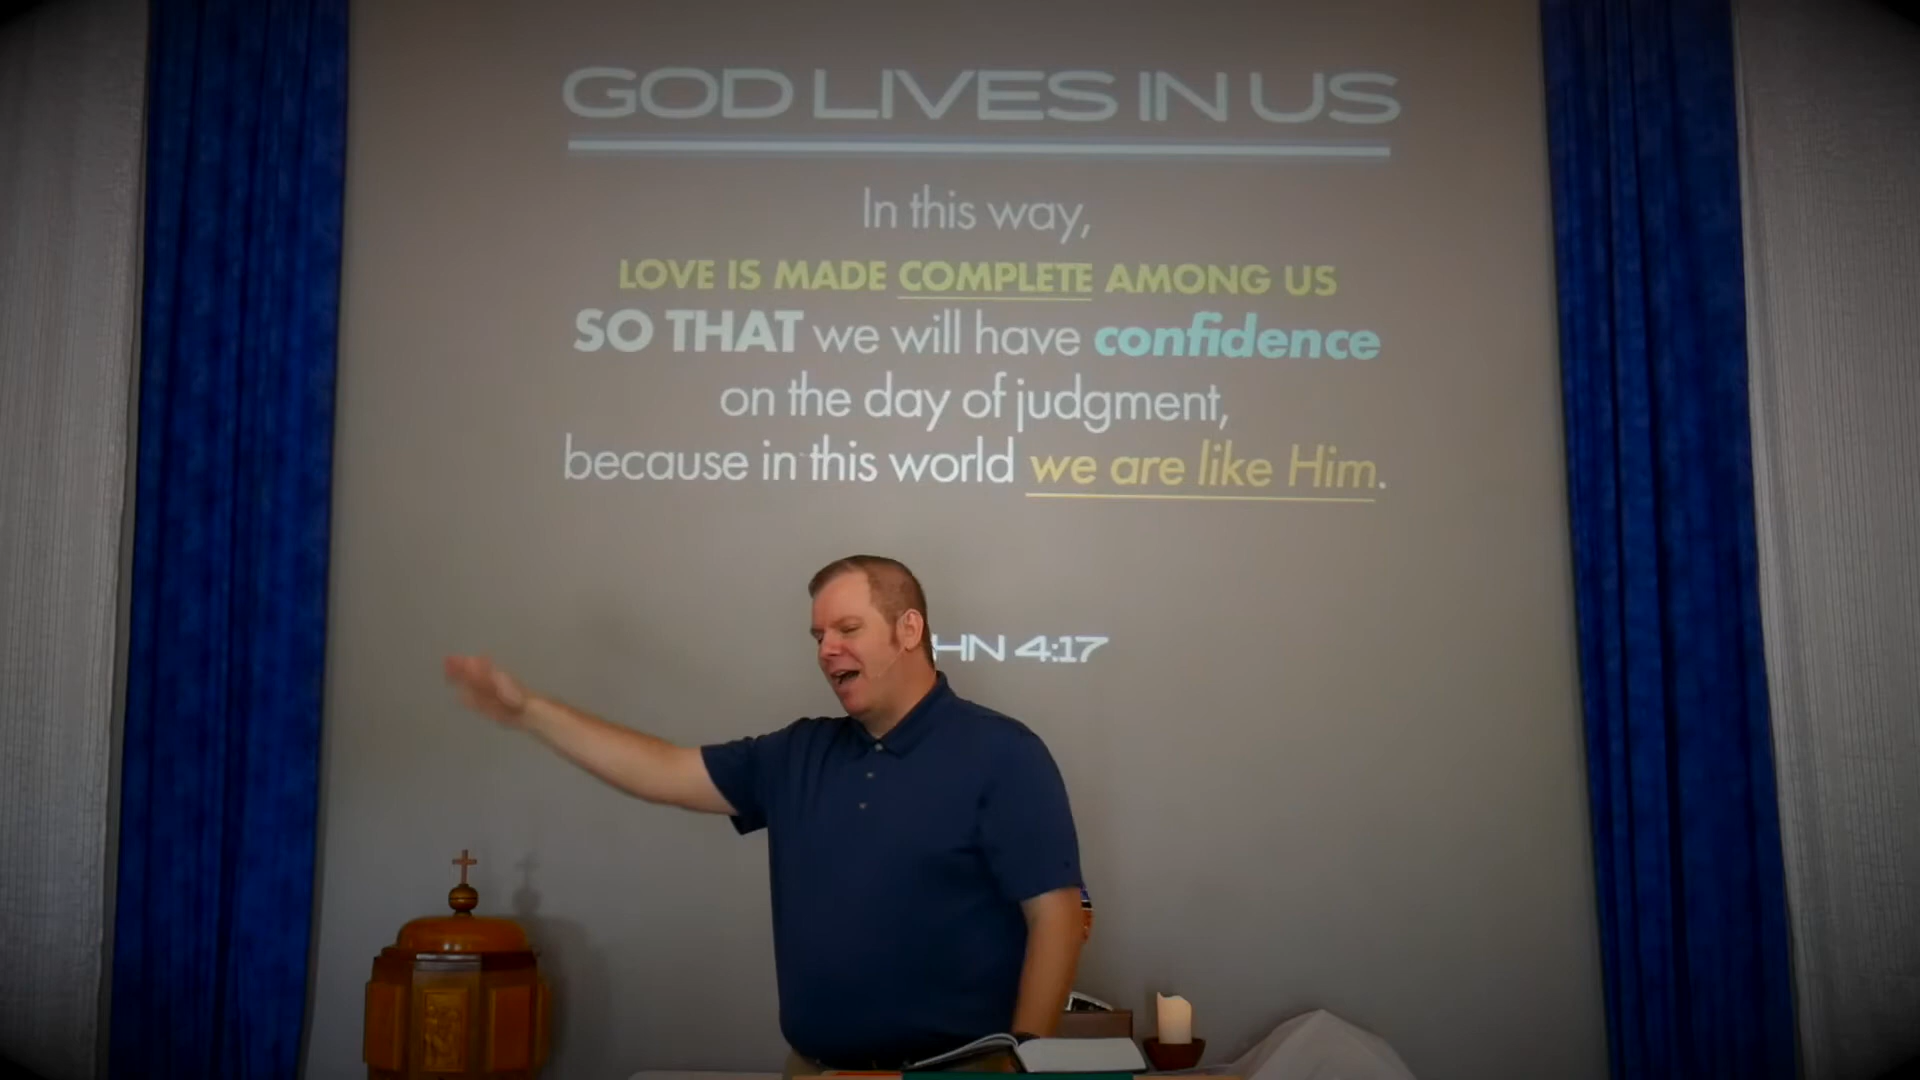 GOD LIVES IN US
In this way,
LOVE IS MADE COMPLETE AMONG US
SO THAT we will have confidence
on the day of judgment,
because in this world we are like Him.
HN 4:17